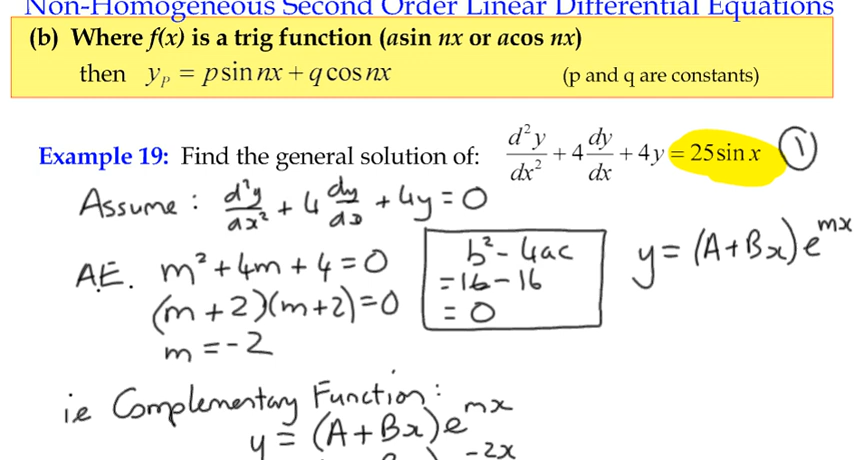 Non-Homogeneous Second Order Linear Differential Equations
(b) Where f(x) is a trig function (asin nx or acos nx)
then yₚ = p sin nx + q cos nx (p and q are constants)
Example 19: Find the general solution of: d²y/dx² + 4 dy/dx + 4y = 25 sin x ①
Assume : d²y/dx² + 4 dy/dx + 4y = 0
A.E. m² + 4m + 4 = 0
(m + 2)(m + 2) = 0
m = -2
b² - 4ac
= 16 - 16
= 0
y = (A + Bx)e^mx
ie Complementary Function :
y = (A + Bx)e^mx
-2x